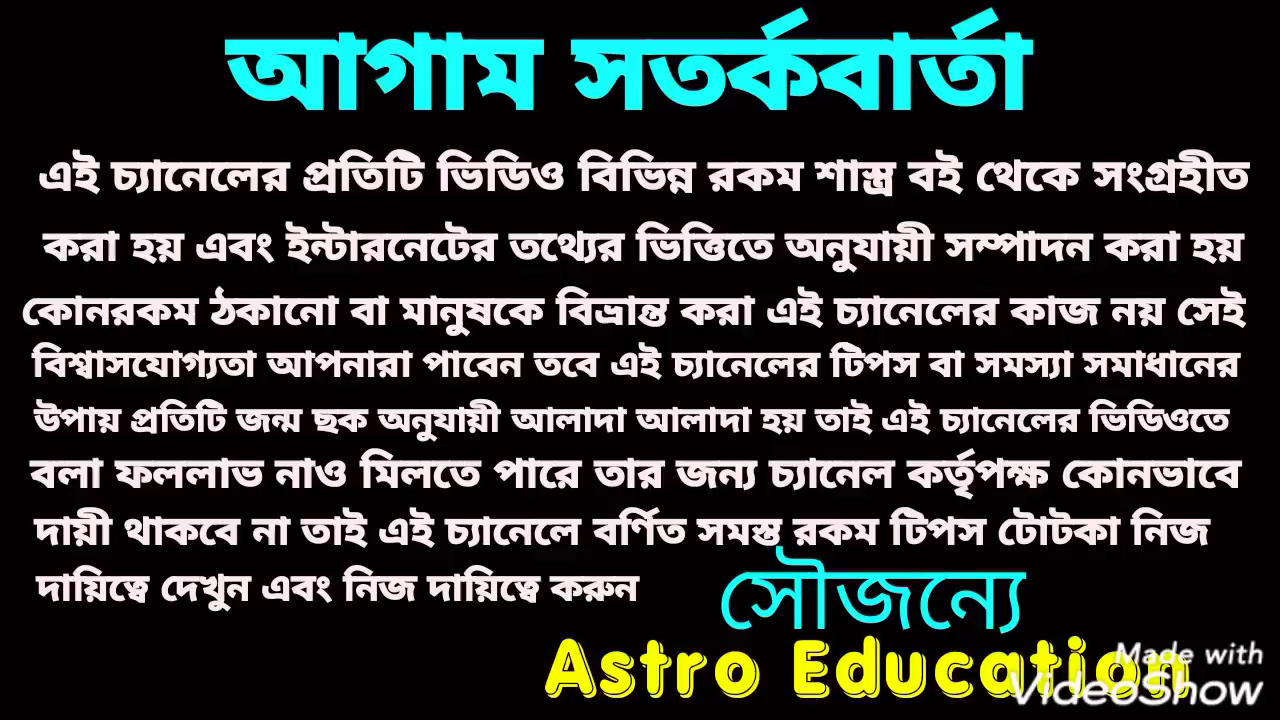 আগাম সতর্কবার্তা
এই চ্যানেলের প্রতিটি ভিডিও বিভিন্ন রকম শাস্ত্র বই থেকে সংগ্রহীত
করা হয় এবং ইন্টারনেটের তথ্যের ভিত্তিতে অনুযায়ী সম্পাদন করা হয়
কোনরকম ঠকানো বা মানুষকে বিভ্রান্ত করা এই চ্যানেলের কাজ নয় সেই
বিশ্বাসযোগ্যতা আপনারা পাবেন তবে এই চ্যানেলের টিপস বা সমস্যা সমাধানের
উপায় প্রতিটি জন্ম ছক অনুযায়ী আলাদা আলাদা হয় তাই এই চ্যানেলের ভিডিওতে
বলা ফললাভ নাও মিলতে পারে তার জন্য চ্যানেল কর্তৃপক্ষ কোনভাবে
দায়ী থাকবে না তাই এই চ্যানেলে বর্ণিত সমস্ত রকম টিপস টোটকা নিজ
দায়িত্বে দেখুন এবং নিজ দায়িত্বে করুন
সৌজন্যে
Astro Education
Made with
VideoShow